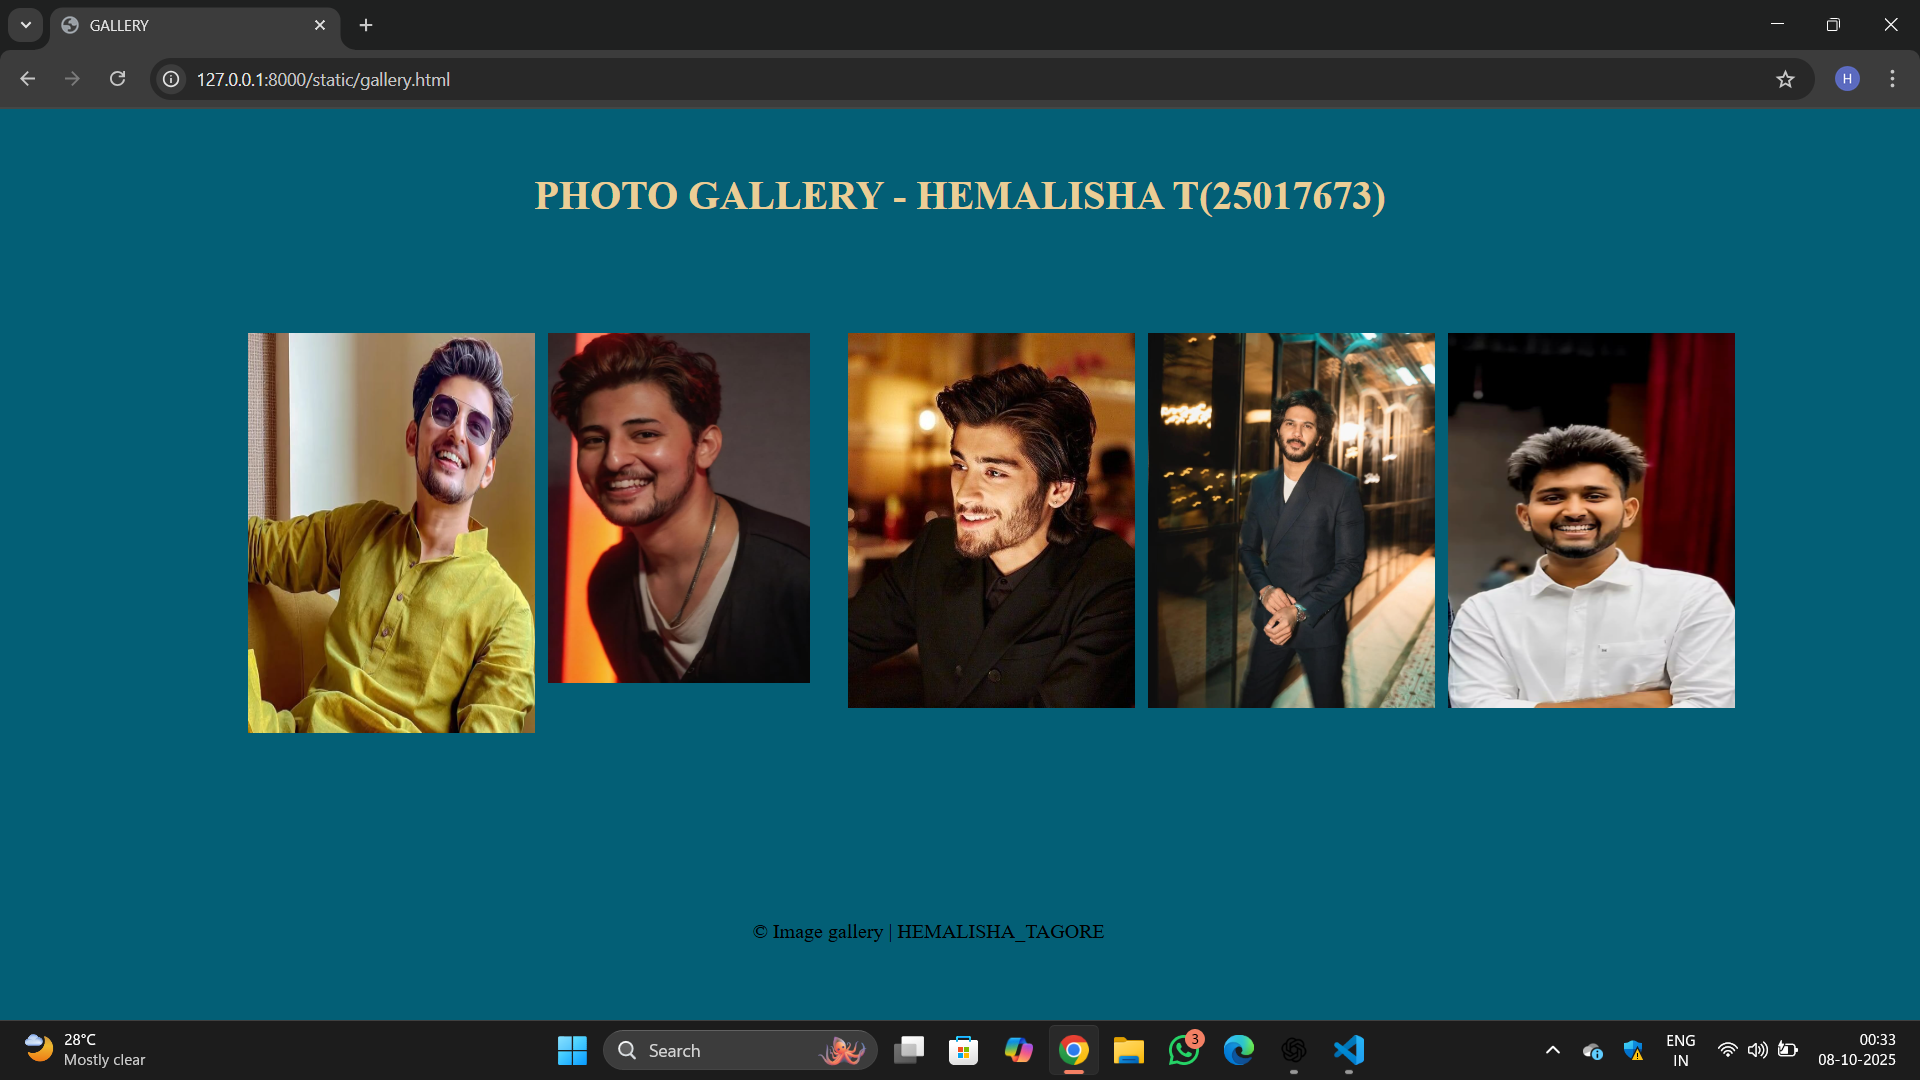 GALLERY
127.0.0.1:8000/static/gallery.html
H
PHOTO GALLERY - HEMALISHA T(25017673)
© Image gallery | HEMALISHA_TAGORE
28°C
Mostly clear
Search
3
ENG
IN
00:33
08-10-2025